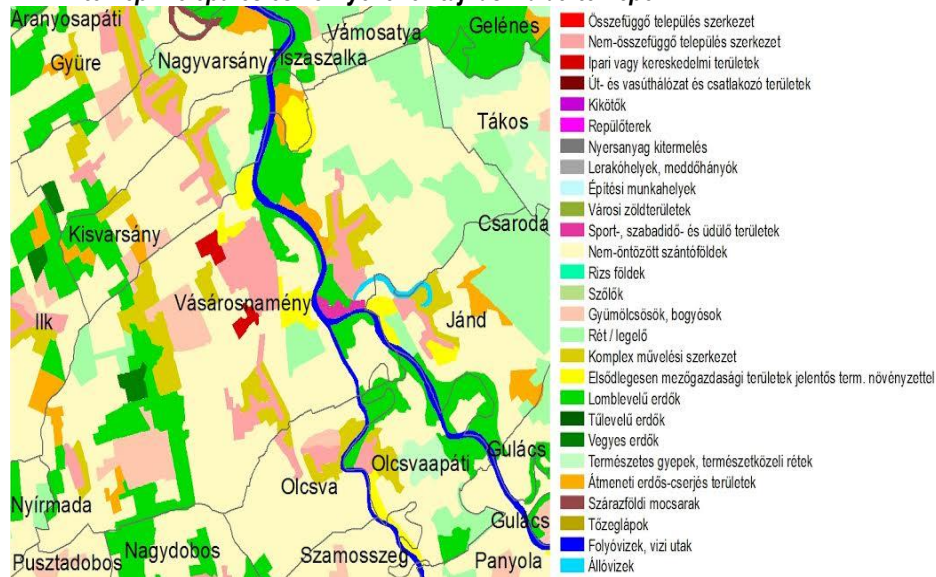 Aranyosapáti
Gyüre
Nagyvarsány
Tiszaszalka
Vámosatya
Gelénes
Tákos
Csaroda
Kisvarsány
Vásárosnamény
Ilk
Jánd
Gulács
Olcsvaapáti
Olcsva
Nyírmada
Gulács
Pusztadobos
Nagydobos
Szamosszeg
Panyola
Összefüggő település szerkezet
Nem-összefüggő település szerkezet
Ipari vagy kereskedelmi területek
Út- és vasúthálózat és csatlakozó területek
Kikötők
Repülőterek
Nyersanyag kitermelés
Lerakóhelyek, meddőhányók
Építési munkahelyek
Városi zöldterületek
Sport-, szabadidő- és üdülő területek
Nem-öntözött szántóföldek
Rizs földek
Szőlők
Gyümölcsösök, bogyósok
Rét / legelő
Komplex művelési szerkezet
Elsődlegesen mezőgazdasági területek jelentős term. növényzettel
Lomblevelű erdők
Tűlevelű erdők
Vegyes erdők
Természetes gyepek, természetközeli rétek
Átmeneti erdős-cserjés területek
Szárazföldi mocsarak
Tőzeglápok
Folyóvizek, vizi utak
Állóvizek